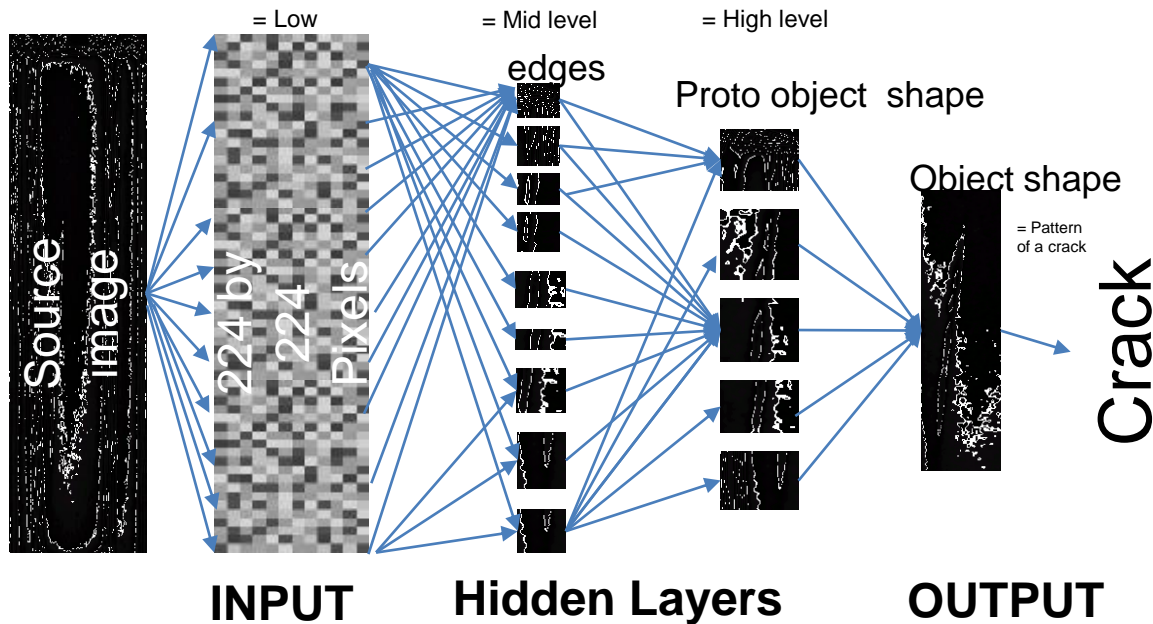 = Low
= Mid level
= High level
edges
Proto object shape
Object shape
= Pattern
of a crack
Source
image
224 by
224
Pixels
Crack
INPUT
Hidden Layers
OUTPUT